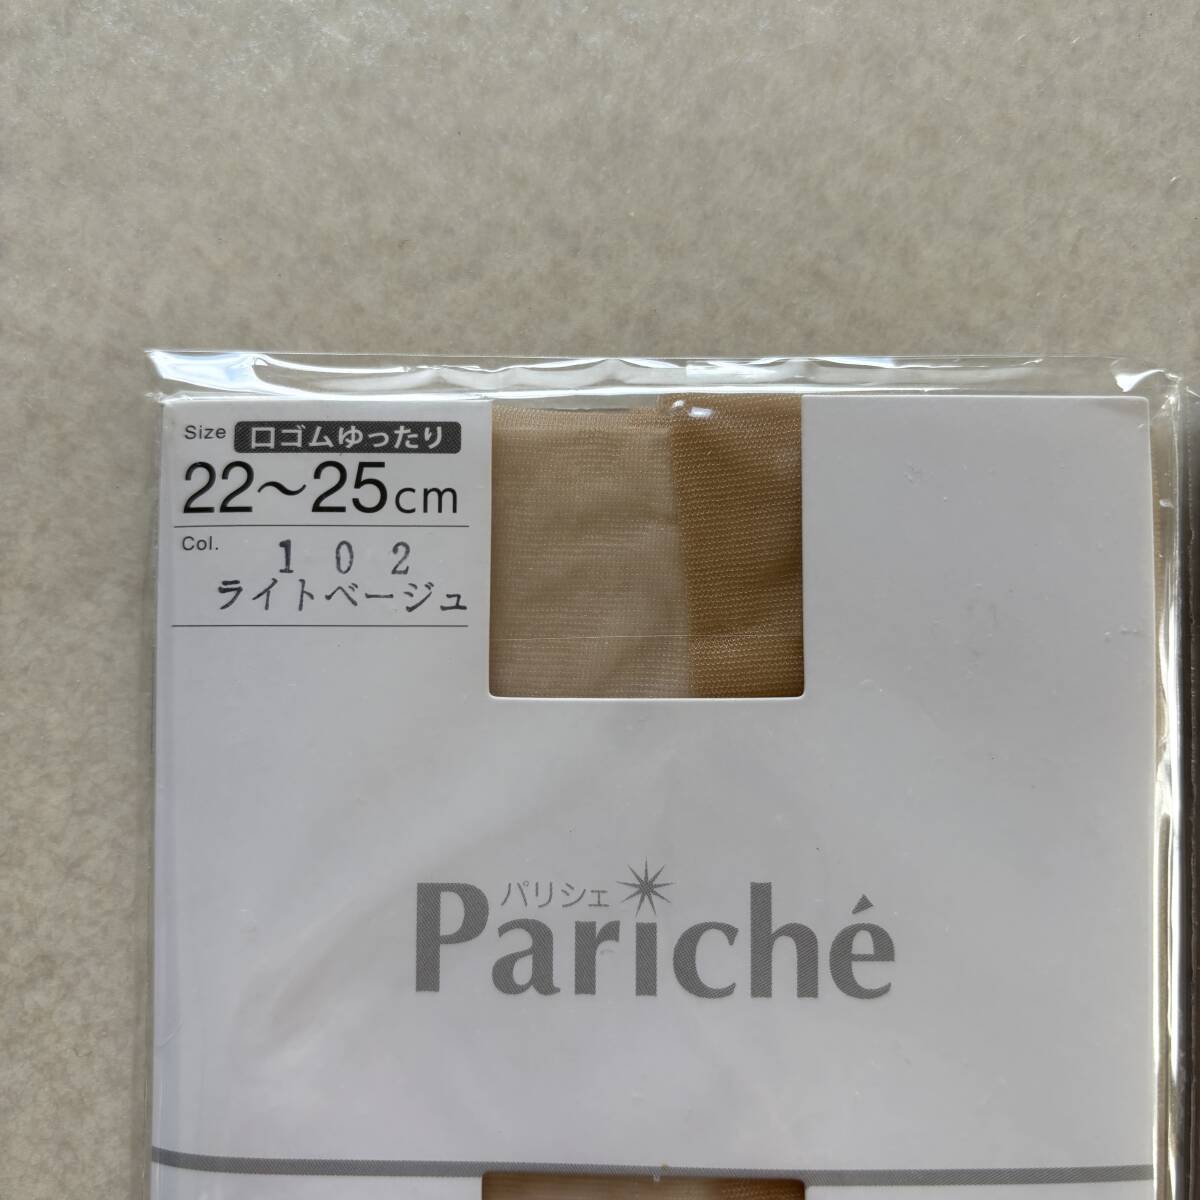 Size 口ゴムゆったり
22～25cm
Col. 102
ライトベージュ
パリシェ
Pariché